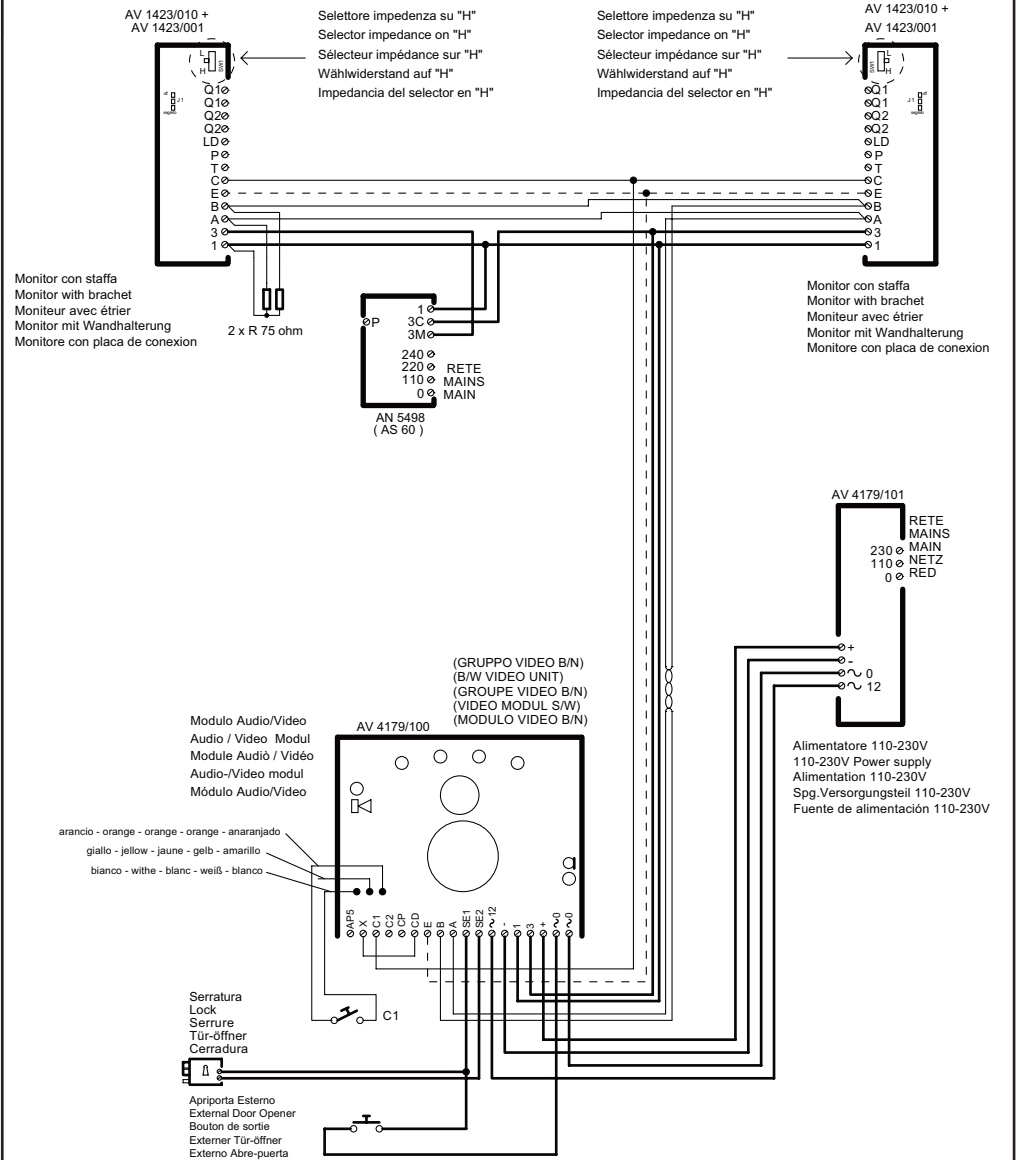 AV 1423/010 +
AV 1423/001
Selettore impedenza su "H"
Selector impedance on "H"
Sélecteur impédance sur "H"
Wählwiderstand auf "H"
Impedancia del selector en "H"
Selettore impedenza su "H"
Selector impedance on "H"
Sélecteur impédance sur "H"
Wählwiderstand auf "H"
Impedancia del selector en "H"
AV 1423/010 +
AV 1423/001
L
H
SW1
J1
Q1
Q1
Q2
Q2
LD
P
T
C
E
B
A
3
1
L
H
SW1
J1
Q1
Q1
Q2
Q2
LD
P
T
C
E
B
A
3
1
Monitor con staffa
Monitor with brachet
Moniteur avec étrier
Monitor mit Wandhalterung
Monitore con placa de conexion
2 x R 75 ohm
P
1
3C
3M
240
220
110
0
RETE
MAINS
MAIN
AN 5498
( AS 60 )
Monitor con staffa
Monitor with brachet
Moniteur avec étrier
Monitor mit Wandhalterung
Monitore con placa de conexion
AV 4179/101
RETE
MAINS
MAIN
NETZ
RED
230
110
0
+
-
0
12
Alimentatore 110-230V
110-230V Power supply
Alimentation 110-230V
Spg.Versorgungsteil 110-230V
Fuente de alimentación 110-230V
(GRUPPO VIDEO B/N)
(B/W VIDEO UNIT)
(GROUPE VIDEO B/N)
(VIDEO MODUL S/W)
(MODULO VIDEO B/N)
AV 4179/100
Modulo Audio/Video
Audio / Video Modul
Module Audiò / Vidéo
Audio-/Video modul
Módulo Audio/Video
arancio - orange - orange - orange - anaranjado
giallo - jellow - jaune - gelb - amarillo
bianco - withe - blanc - weiß - blanco
AP5
X
C1
C2
CP
CD
E
B
A
SE1
SE2
~12
-
1
3
+
~0
~0
C1
Serratura
Lock
Serrure
Tür-öffner
Cerradura
Apriporta Esterno
External Door Opener
Bouton de sortie
Externer Tür-öffner
Externo Abre-puerta